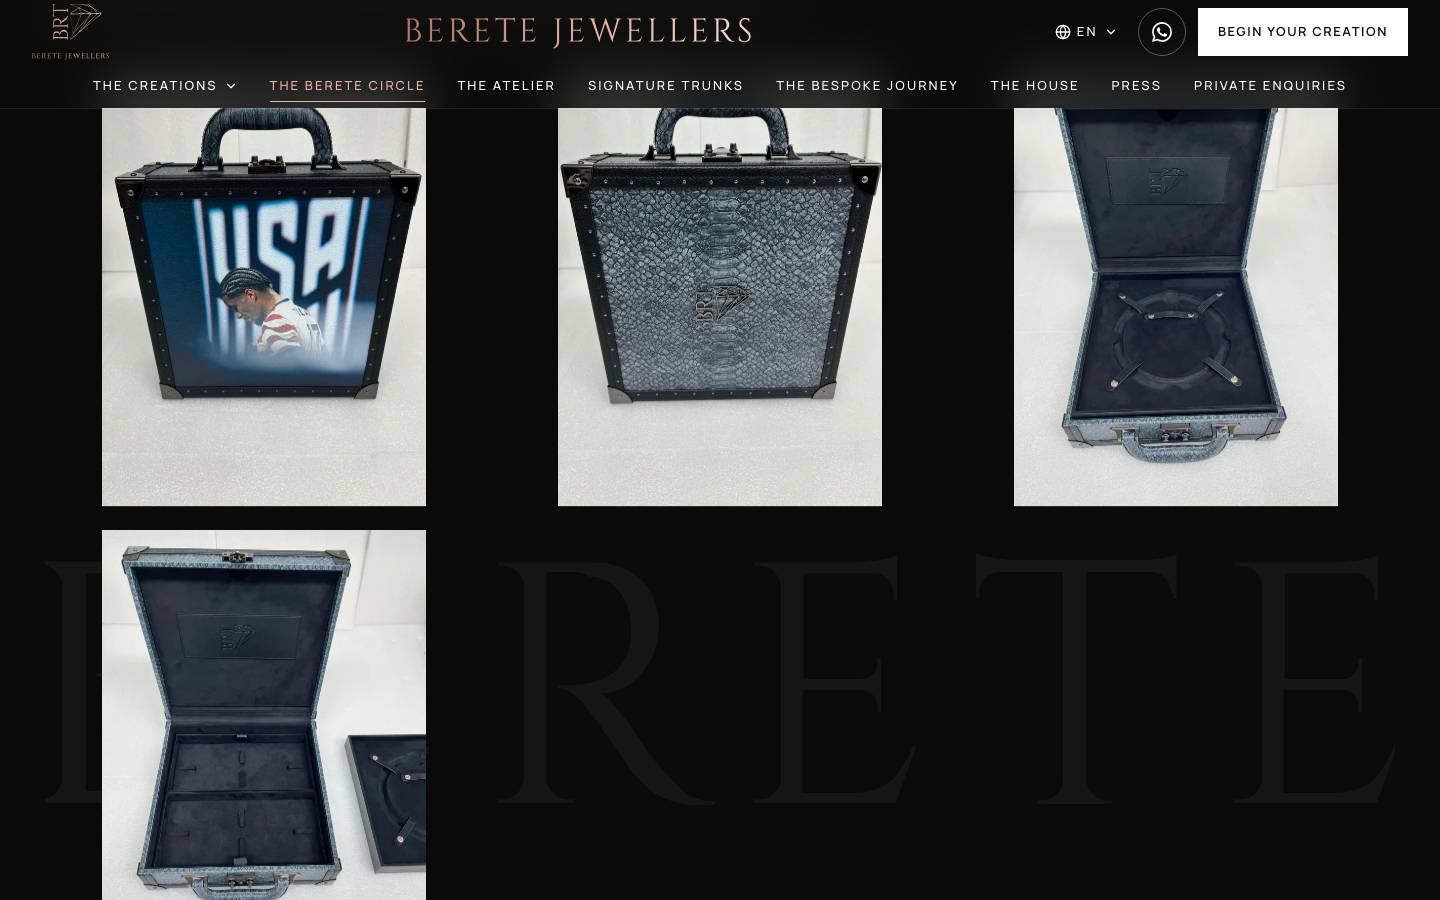 BRT
BERETE JEWELLERS
BERETE JEWELLERS
EN
BEGIN YOUR CREATION
THE CREATIONS
THE BERETE CIRCLE
THE ATELIER
SIGNATURE TRUNKS
THE BESPOKE JOURNEY
THE HOUSE
PRESS
PRIVATE ENQUIRIES
USA
BRT
BRT
BRT
RETE